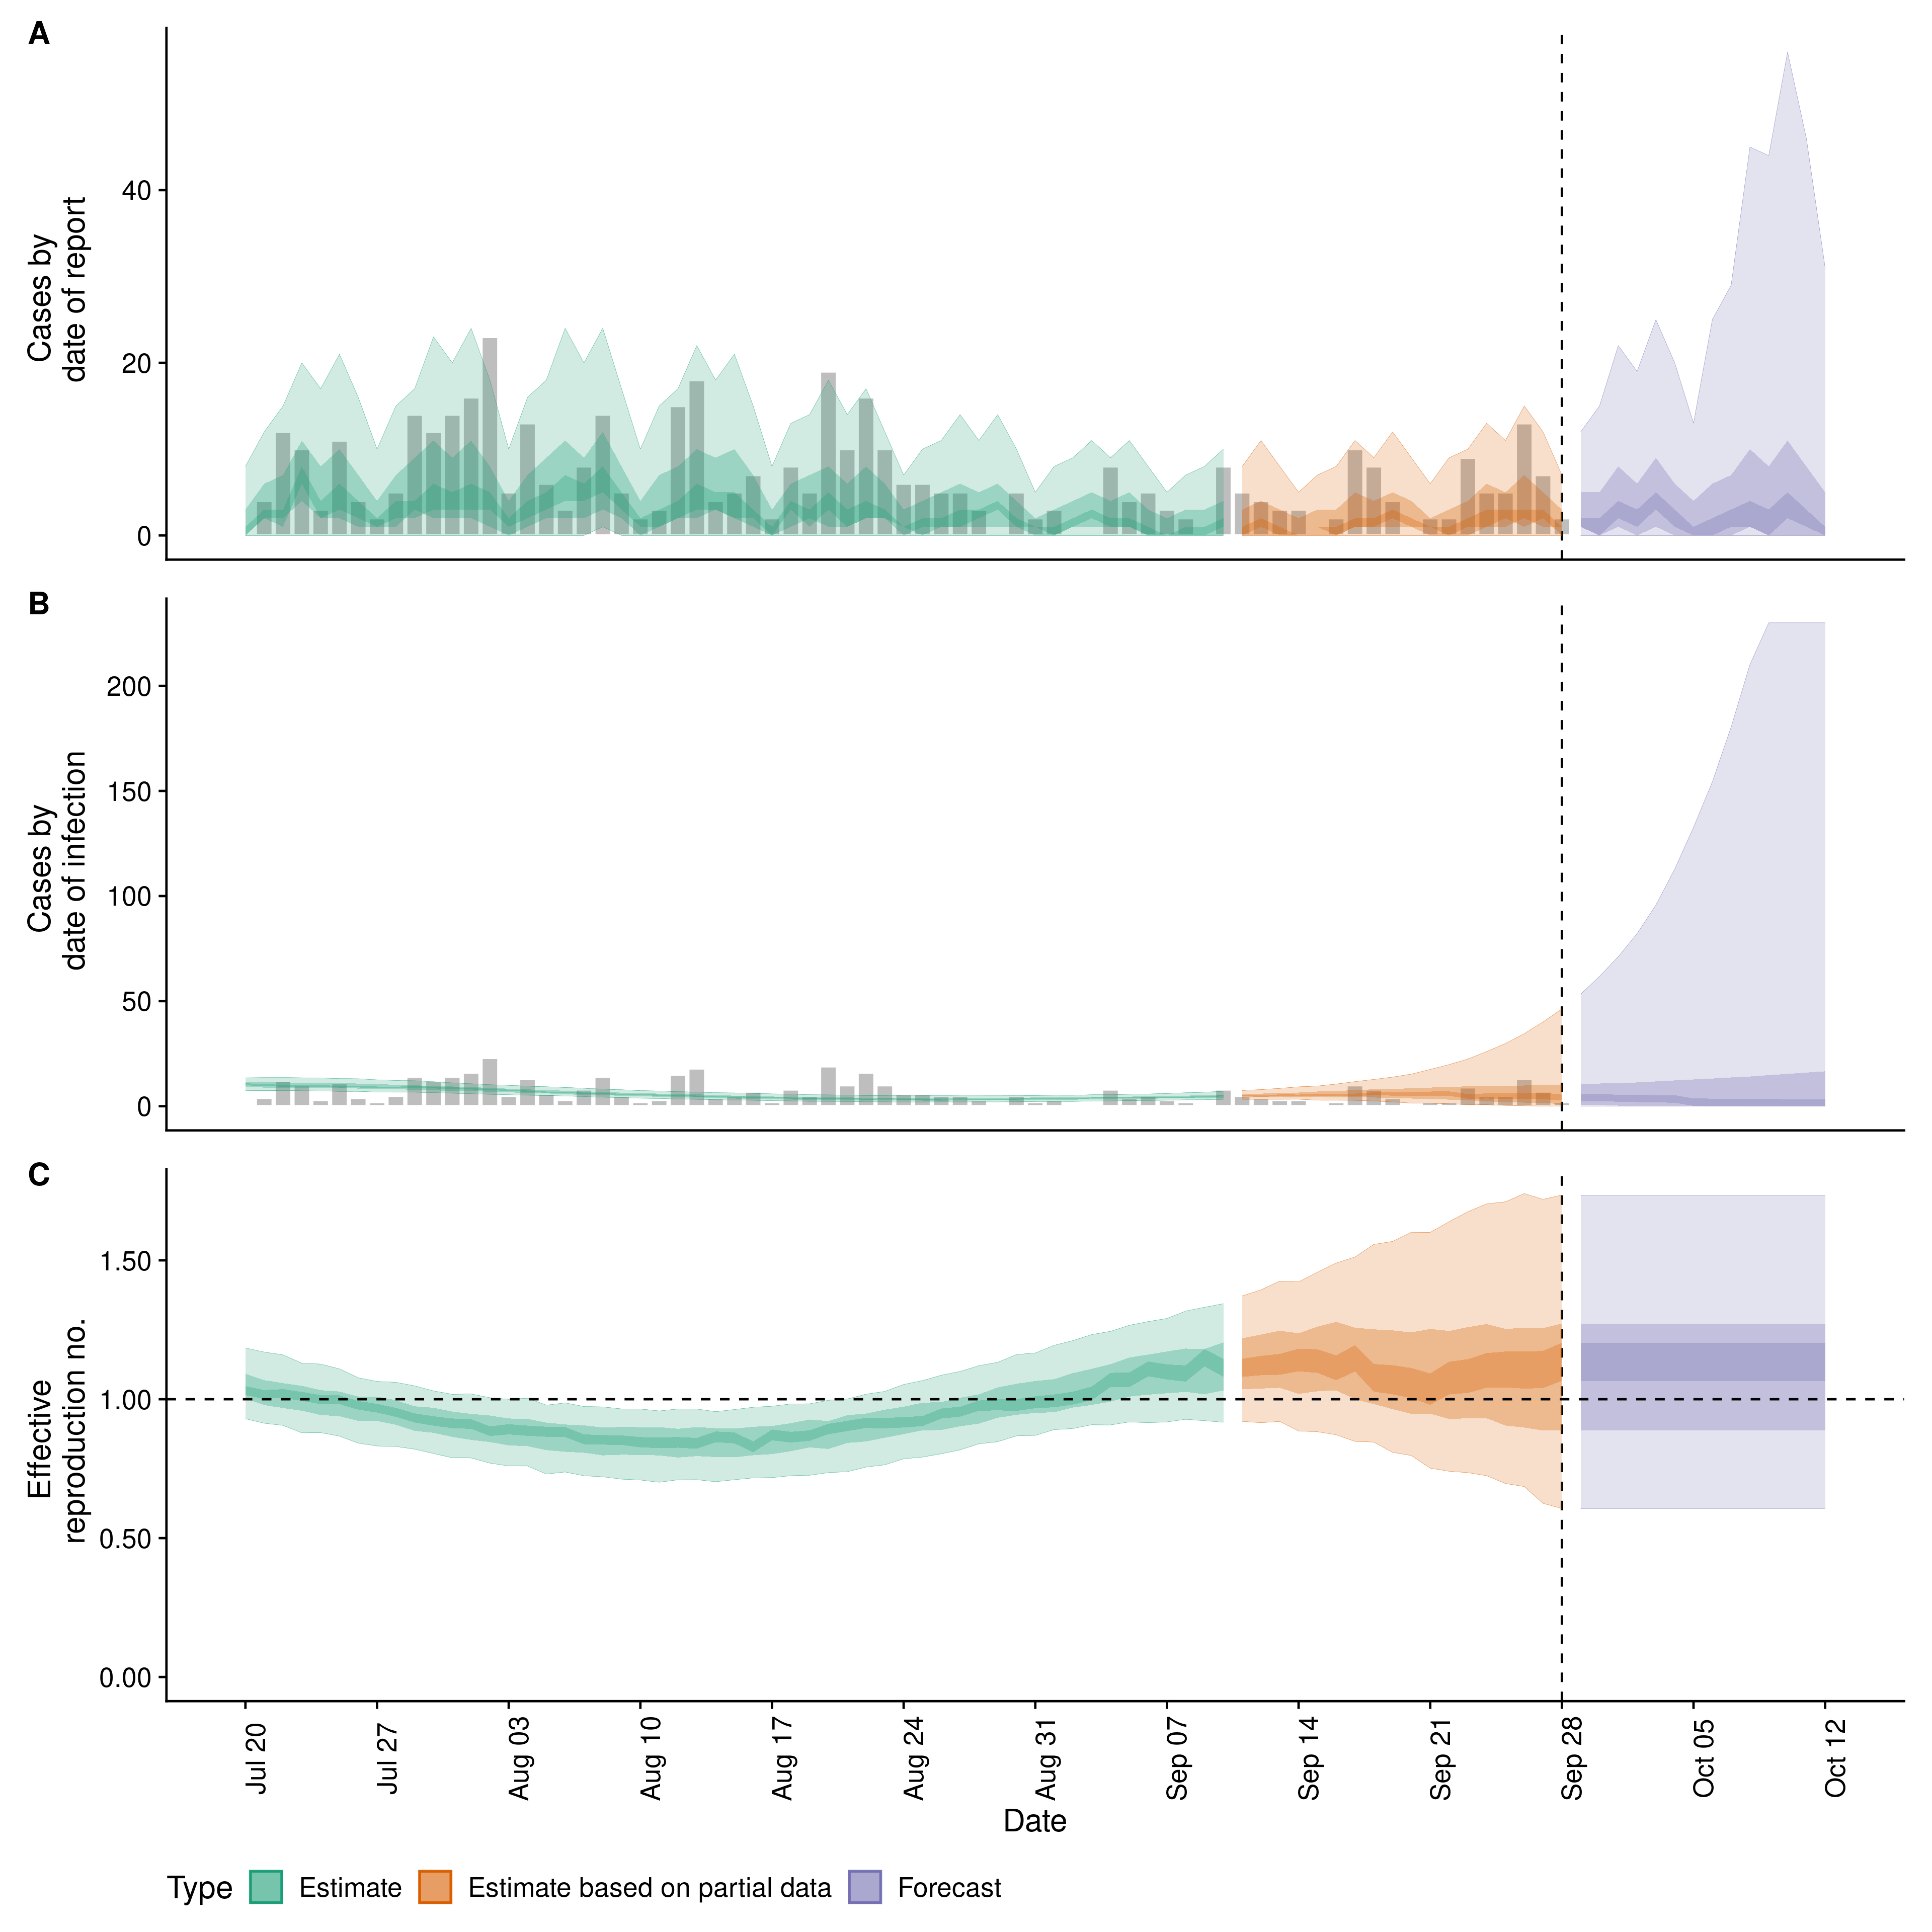 A
Cases by
date of report
40
20
0
B
Cases by
date of infection
200
150
100
50
0
C
Effective
reproduction no.
1.50
1.00
0.50
0.00
Jul 20
Jul 27
Aug 03
Aug 10
Aug 17
Aug 24
Aug 31
Sep 07
Sep 14
Sep 21
Sep 28
Oct 05
Oct 12
Date
Type Estimate Estimate based on partial data Forecast